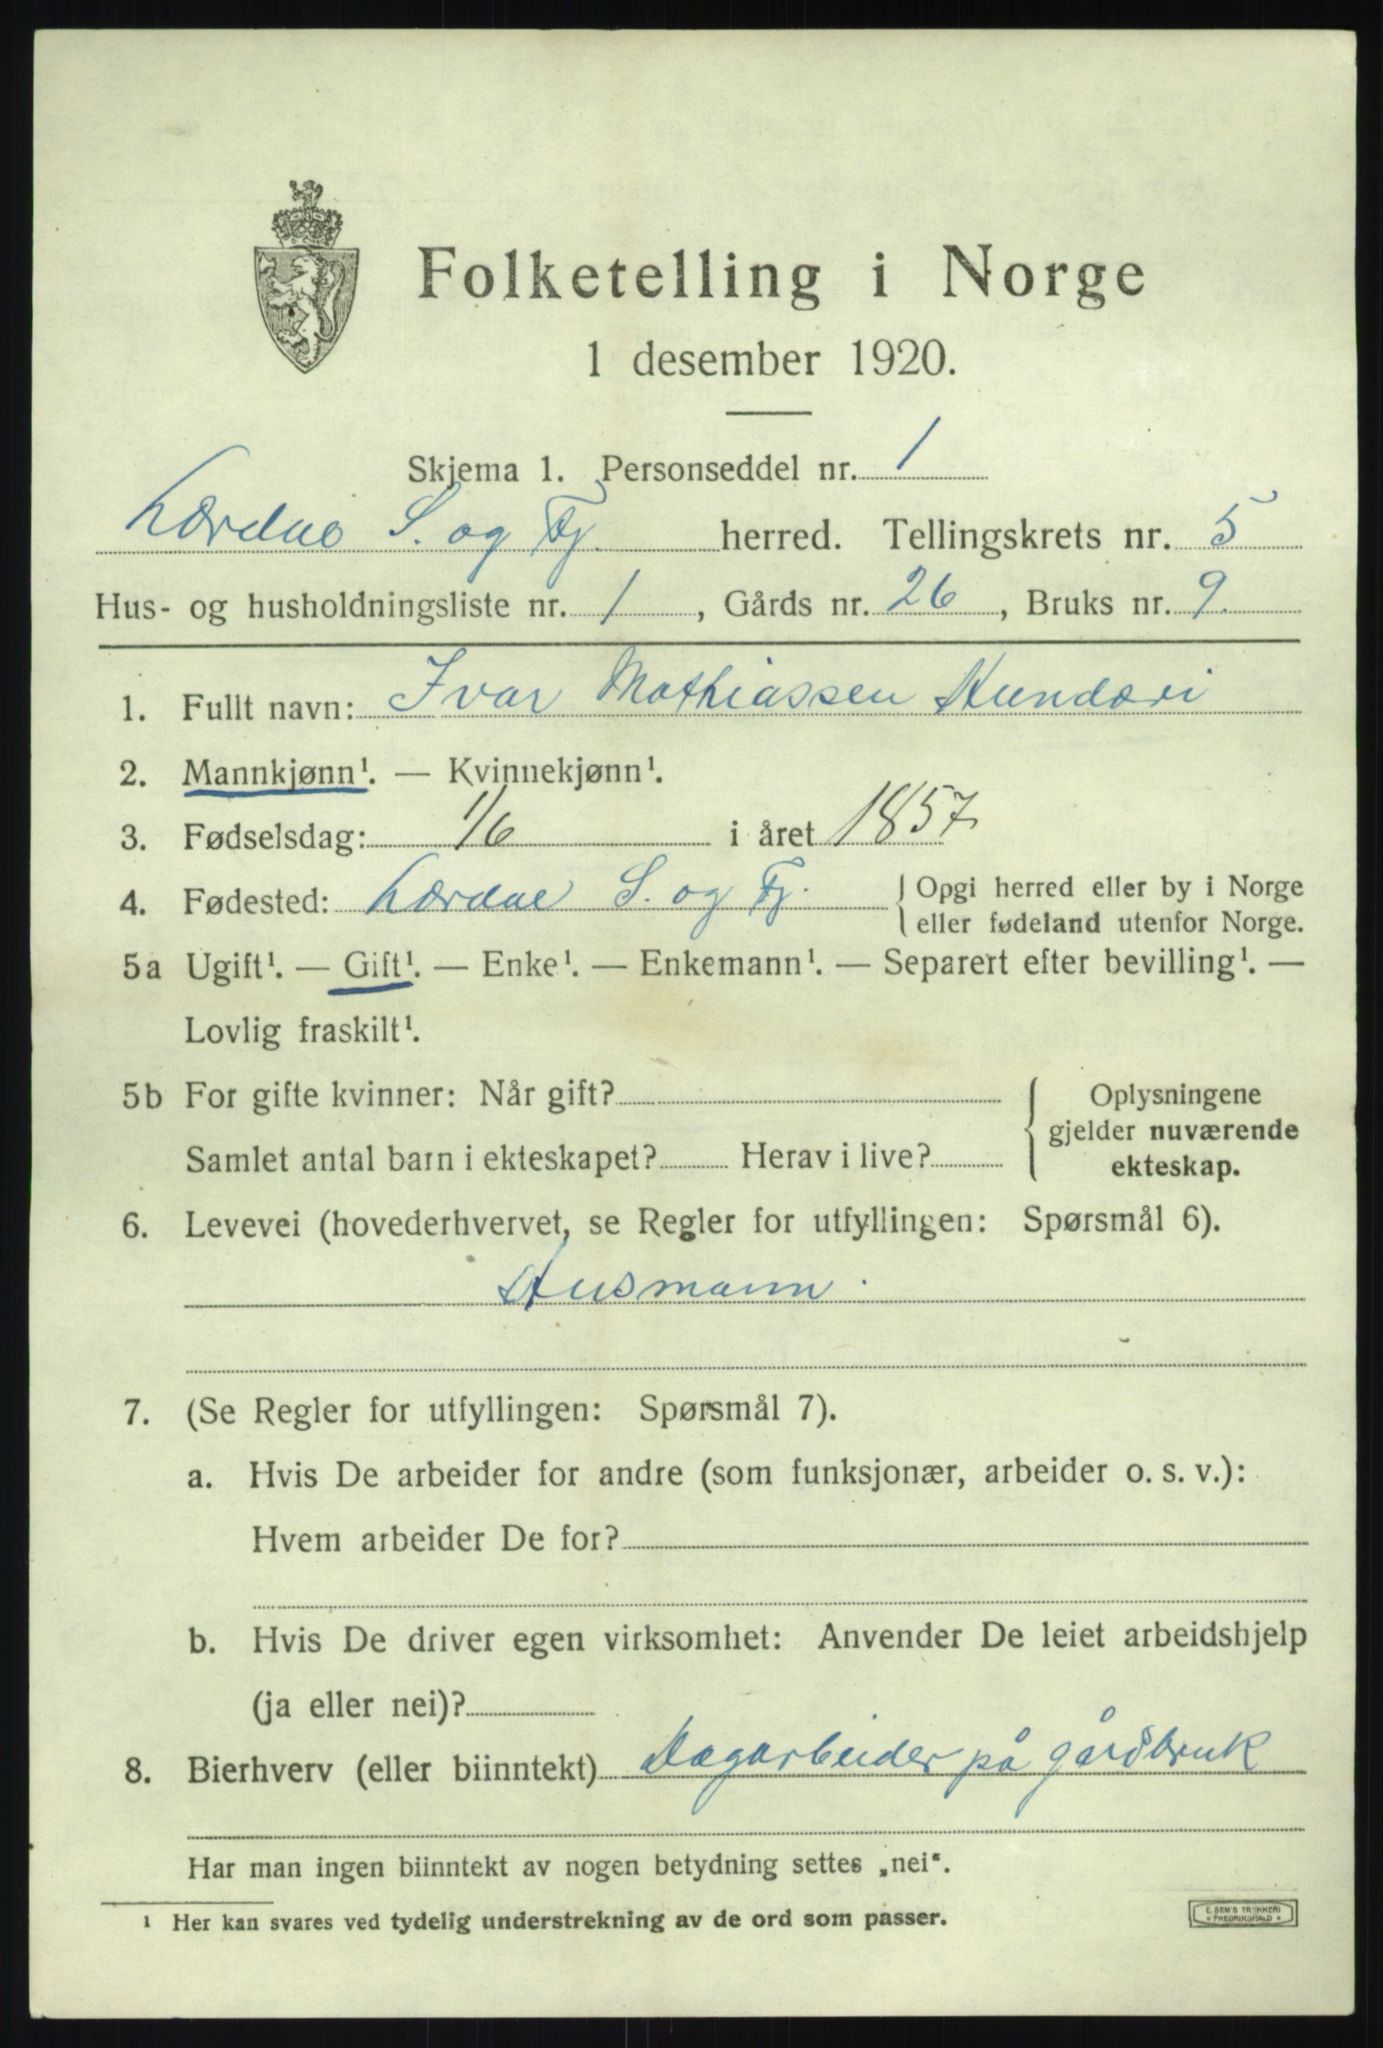 Folketelling i Norge
1 desember 1920.
Skjema 1. Personseddel nr. 1
Lærdal S. og Fj. herred. Tellingskrets nr. 5
Hus- og husholdningsliste nr. 1, Gårds nr. 26, Bruks nr. 9.
1. Fullt navn: Ivar Mathiassen Hundæri
2. Mannkjønn¹. — Kvinnekjønn¹.
3. Fødselsdag: 1/6 i året 1857
4. Fødested: Lærdal S. og Fj. { Opgi herred eller by i Norge
eller fødeland utenfor Norge.
5a Ugift¹. — Gift¹. — Enke¹. — Enkemann¹. — Separert efter bevilling¹. —
Lovlig fraskilt¹.
5b For gifte kvinner: Når gift? { Oplysningene
gjelder nuværende
Samlet antal barn i ekteskapet? Herav i live? ekteskap.
6. Levevei (hovederhvervet, se Regler for utfyllingen: Spørsmål 6).
Husmann.
7. (Se Regler for utfyllingen: Spørsmål 7).
a. Hvis De arbeider for andre (som funksjonær, arbeider o. s. v.):
Hvem arbeider De for?
b. Hvis De driver egen virksomhet: Anvender De leiet arbeidshjelp
(ja eller nei)?
8. Bierhverv (eller biinntekt) Dagarbeider på gårdbruk
Har man ingen biinntekt av nogen betydning settes „nei“.
¹ Her kan svares ved tydelig understrekning av de ord som passer.
E. SEM'S TRYKKERI
FREDRIKSHALD